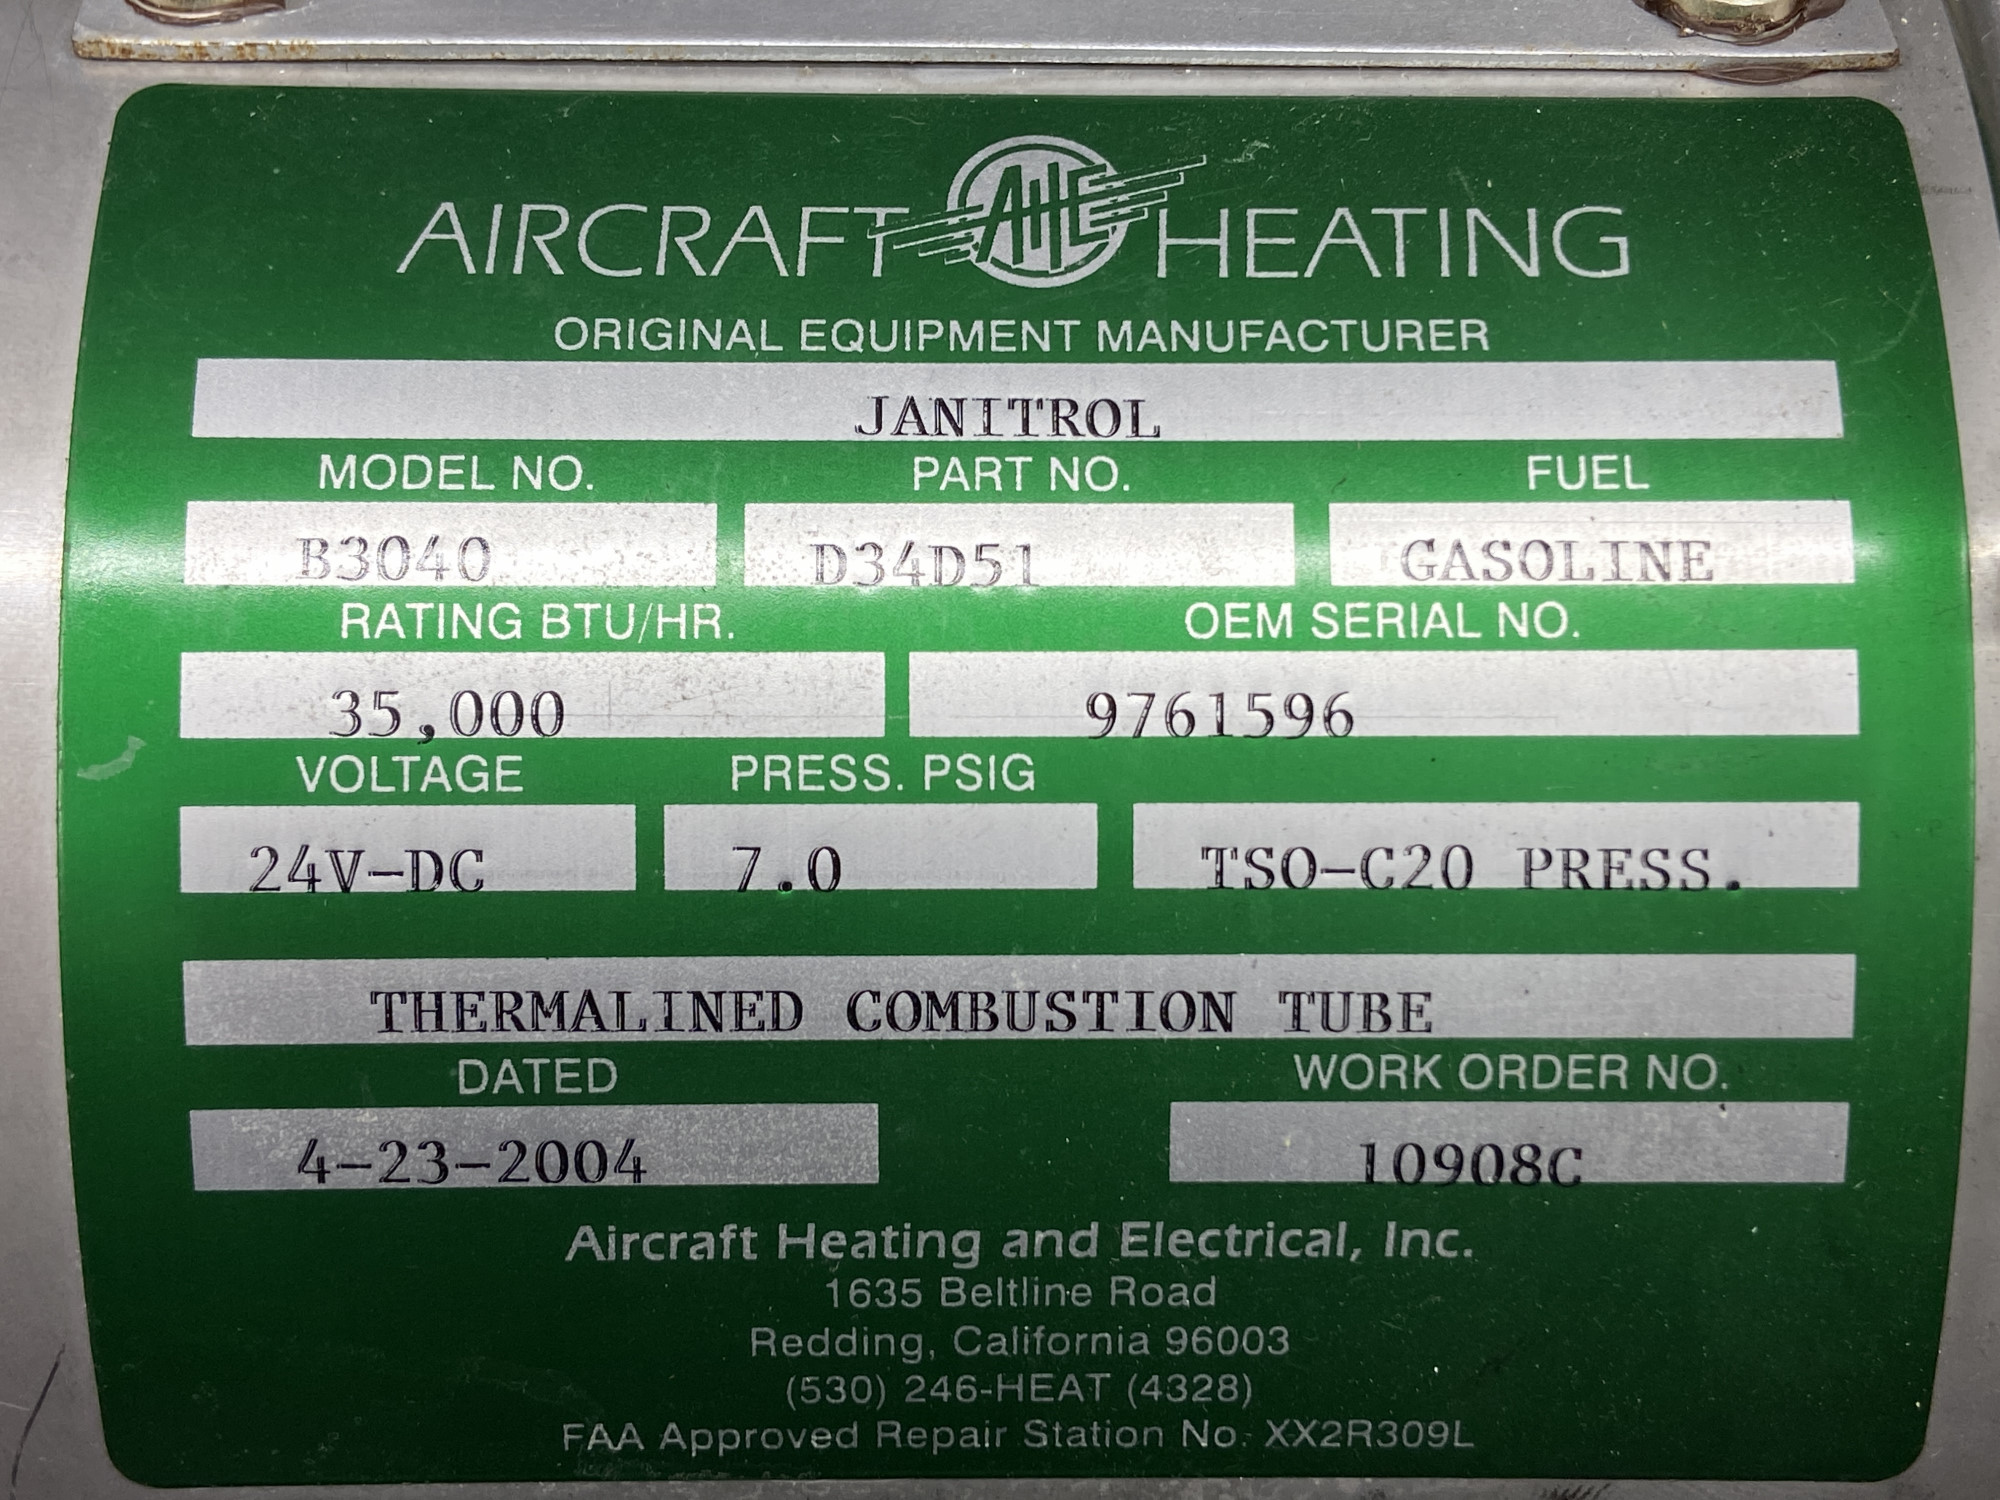 AIRCRAFT AHE HEATING
ORIGINAL EQUIPMENT MANUFACTURER
JANITROL
MODEL NO. PART NO. FUEL
B3040 D34D51 GASOLINE
RATING BTU/HR. OEM SERIAL NO.
35,000 9761596
VOLTAGE PRESS. PSIG
24V-DC 7.0 TSO-C20 PRESS.
THERMALINED COMBUSTION TUBE
DATED WORK ORDER NO.
4-23-2004 10908C
Aircraft Heating and Electrical, Inc.
1635 Beltline Road
Redding, California 96003
(530) 246-HEAT (4328)
FAA Approved Repair Station No. XX2R309L